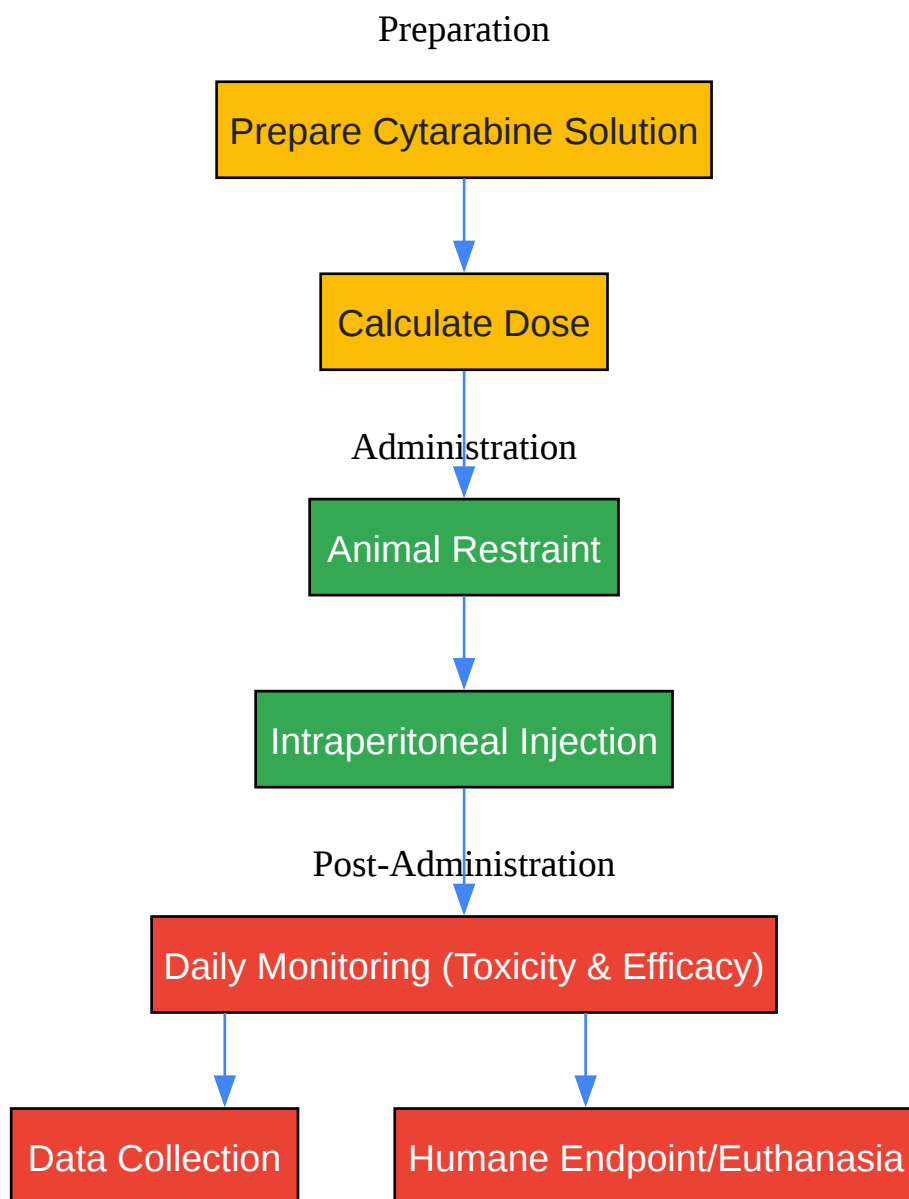 Preparation
Prepare Cytarabine Solution
Calculate Dose
Administration
Animal Restraint
Intraperitoneal Injection
Post-Administration
Daily Monitoring (Toxicity & Efficacy)
Data Collection
Humane Endpoint/Euthanasia